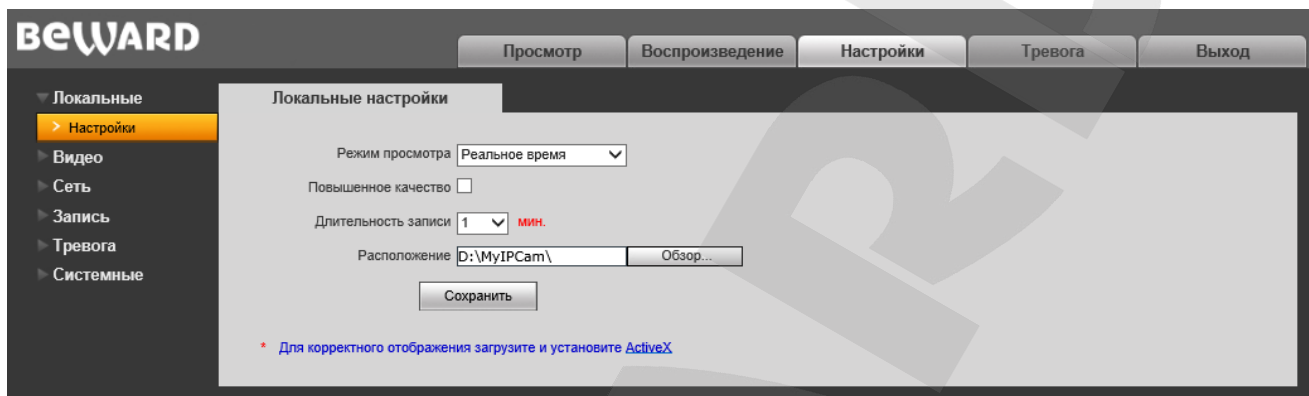 BEWARD
Просмотр Воспроизведение Настройки Тревога Выход
Локальные
> Настройки
Видео
Сеть
Запись
Тревога
Системные
Локальные настройки
Режим просмотра Реальное время
Повышенное качество
Длительность записи 1 мин.
Расположение D:\MyIPCam\ Обзор...
Сохранить
* Для корректного отображения загрузите и установите ActiveX